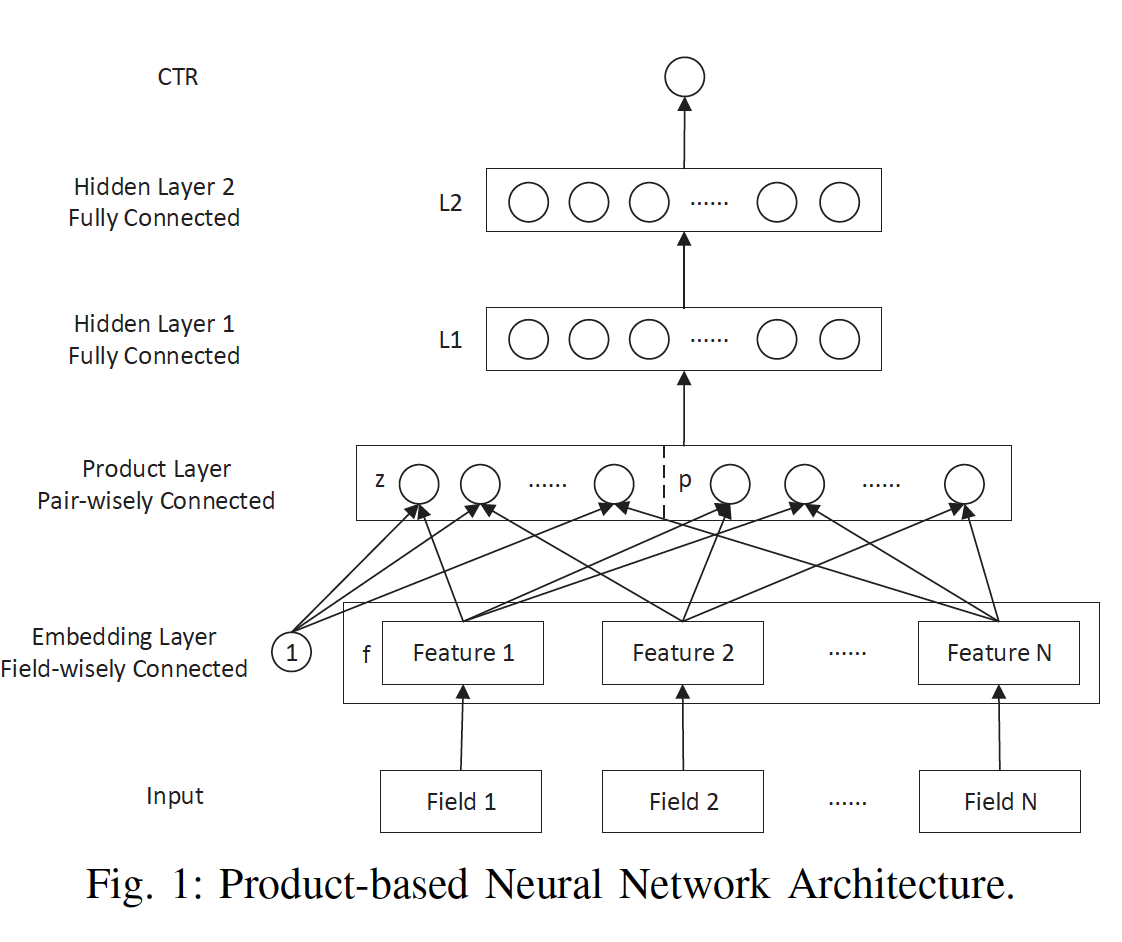 CTR
Hidden Layer 2
Fully Connected
L2
......
Hidden Layer 1
Fully Connected
L1
......
Product Layer
Pair-wisely Connected
z
......
p
......
Embedding Layer
Field-wisely Connected
1
f
Feature 1
Feature 2
......
Feature N
Input
Field 1
Field 2
......
Field N
Fig. 1: Product-based Neural Network Architecture.